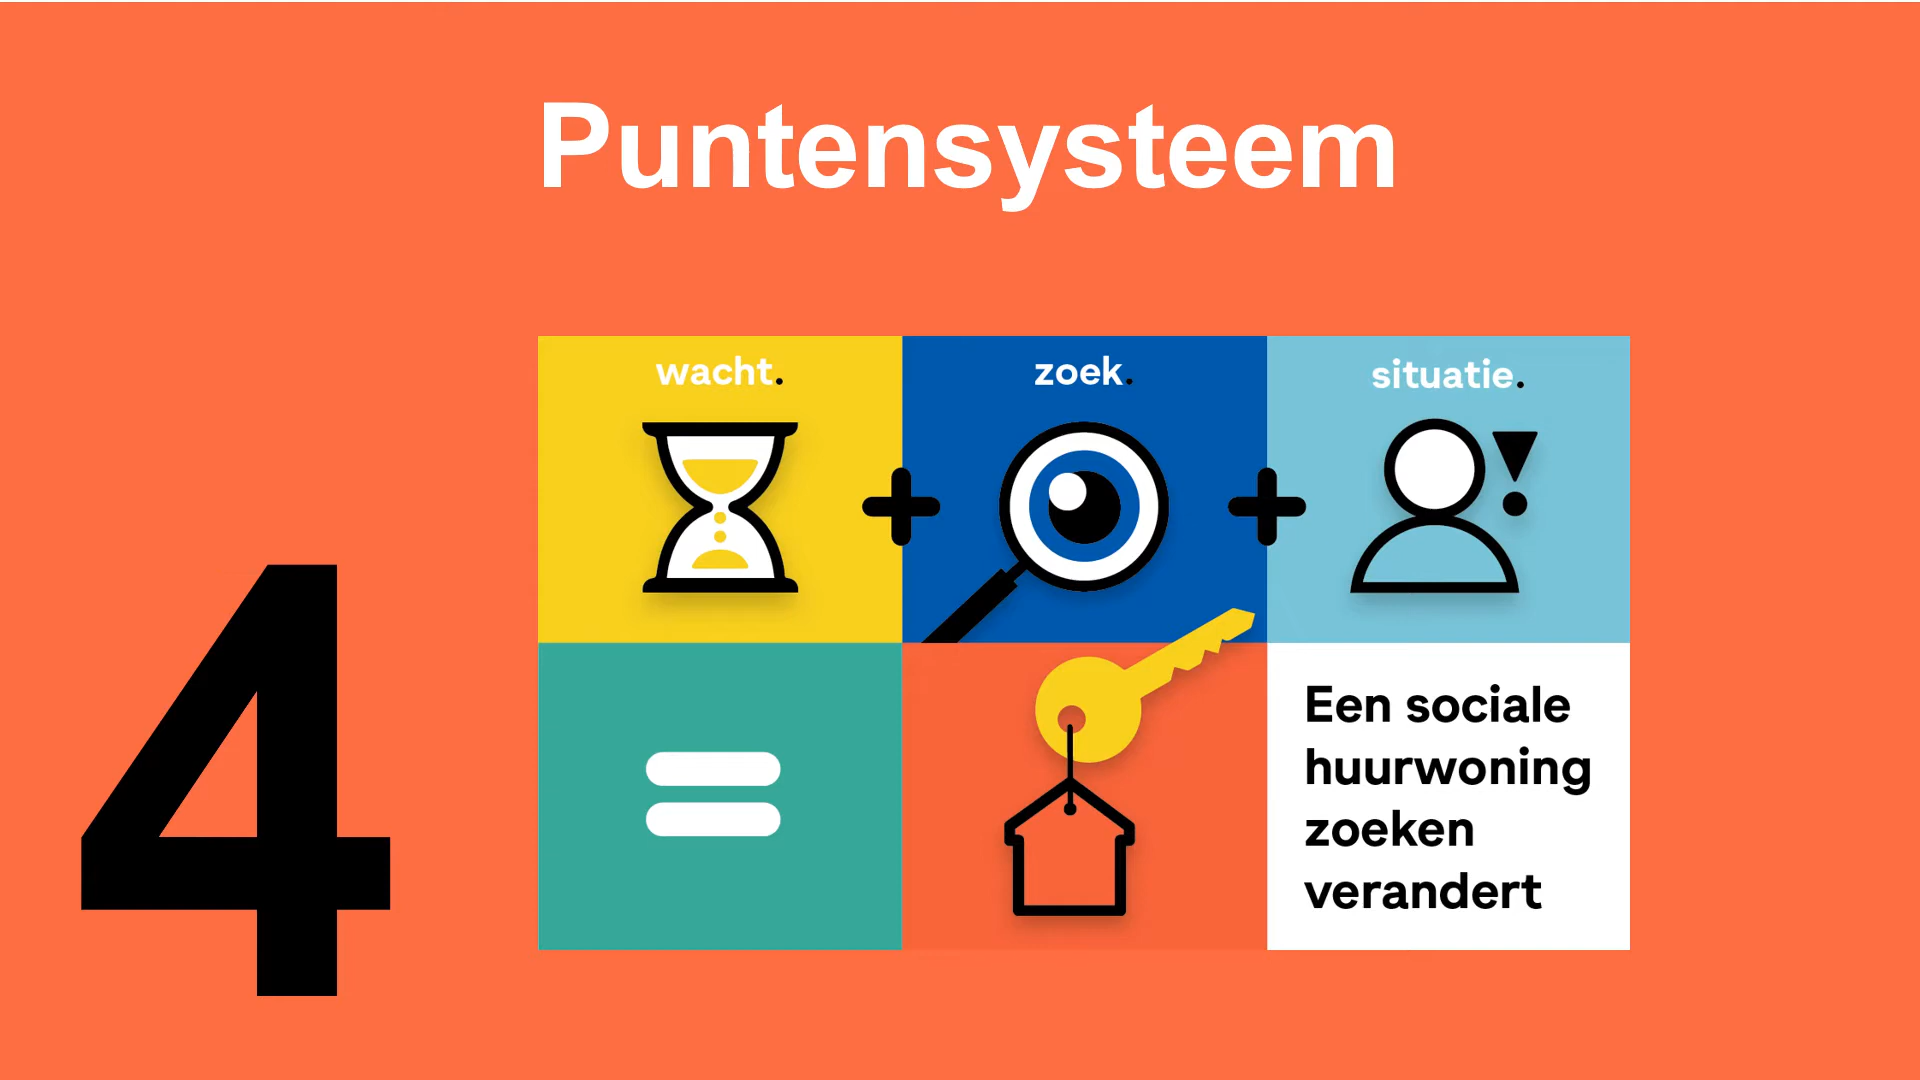 Puntensysteem
wacht.
zoek.
situatie.
4
Een sociale
huurwoning
zoeken
verandert